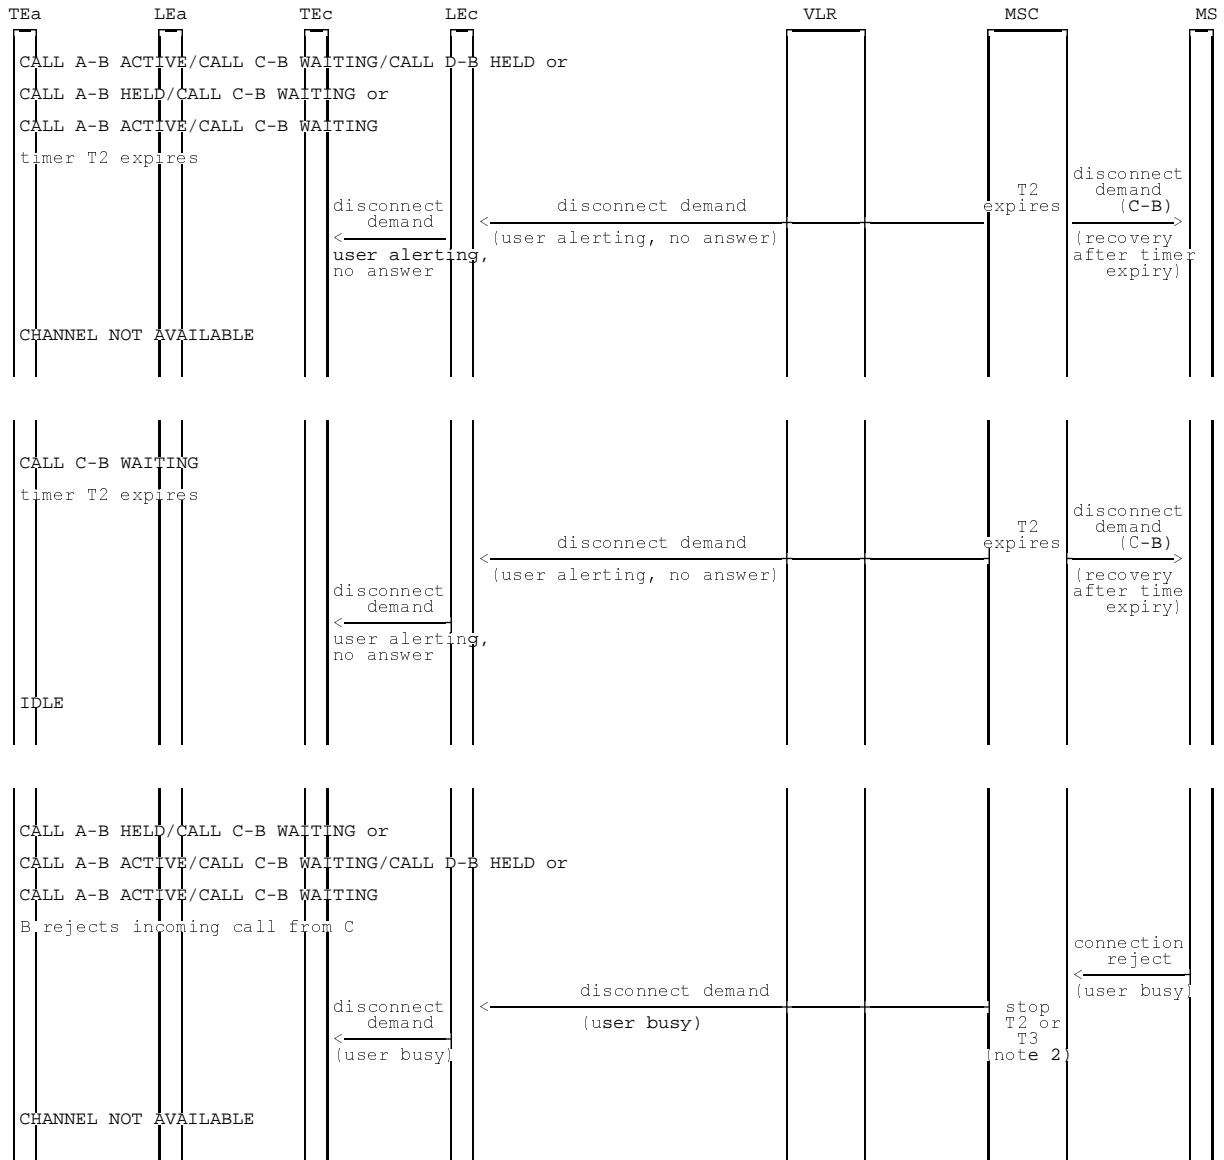 TEa LEa TEc LEc VLR MSC MS
CALL A-B ACTIVE/CALL C-B WAITING/CALL D-B HELD or
CALL A-B HELD/CALL C-B WAITING or
CALL A-B ACTIVE/CALL C-B WAITING
timer T2 expires
disconnect
demand
(C-B)
T2
expires
disconnect demand
disconnect
demand
(user alerting, no answer)
(recovery
after timer
expiry)
user alerting,
no answer
CHANNEL NOT AVAILABLE
CALL C-B WAITING
timer T2 expires
disconnect
demand
(C-B)
T2
expires
disconnect demand
(user alerting, no answer)
(recovery
after time
expiry)
disconnect
demand
user alerting,
no answer
IDLE
CALL A-B HELD/CALL C-B WAITING or
CALL A-B ACTIVE/CALL C-B WAITING/CALL D-B HELD or
CALL A-B ACTIVE/CALL C-B WAITING
B rejects incoming call from C
connection
reject
(user busy)
disconnect demand
(user busy)
stop
T2 or
T3
(note 2)
disconnect
demand
(user busy)
CHANNEL NOT AVAILABLE